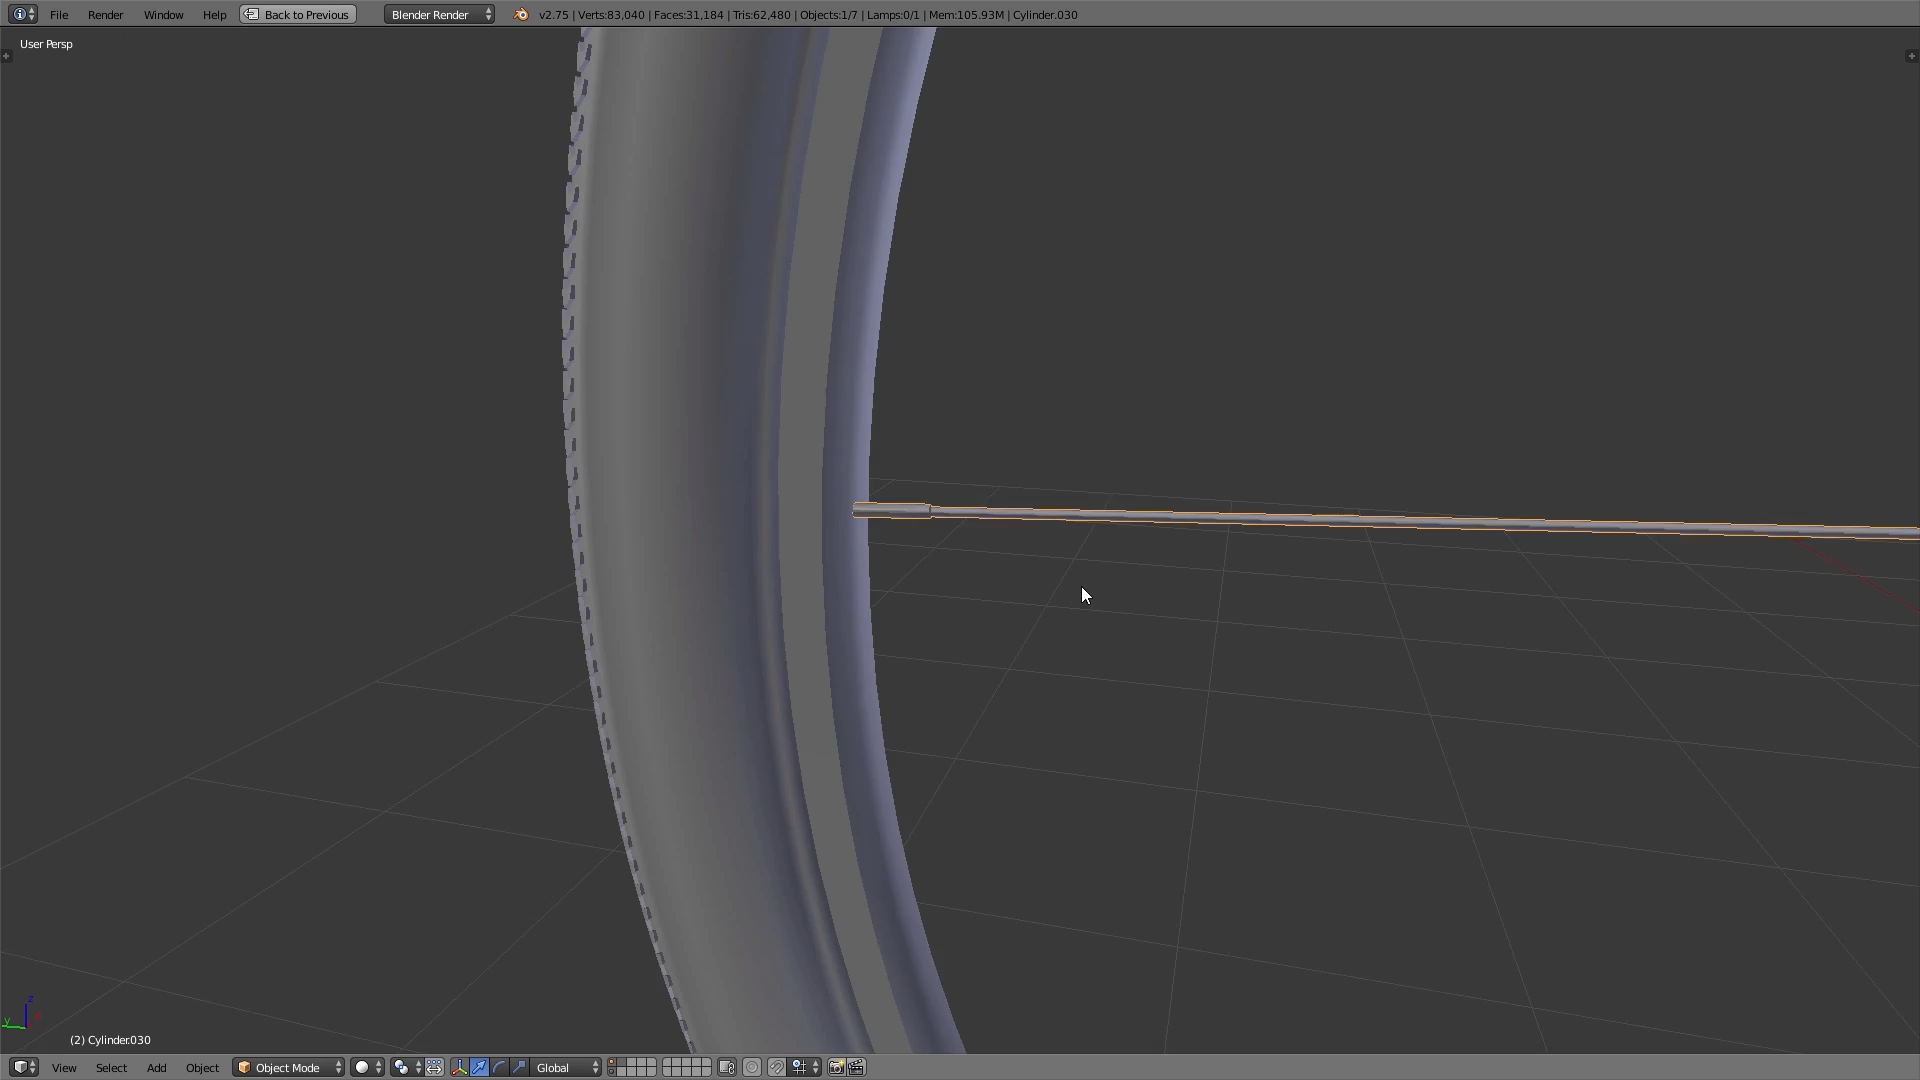 File Render Window Help Back to Previous Blender Render v2.75 | Verts:83,040 | Faces:31,184 | Tris:62,480 | Objects:1/7 | Lamps:0/1 | Mem:105.93M | Cylinder.030
User Persp
z
y
(2) Cylinder.030
View Select Add Object Object Mode Global